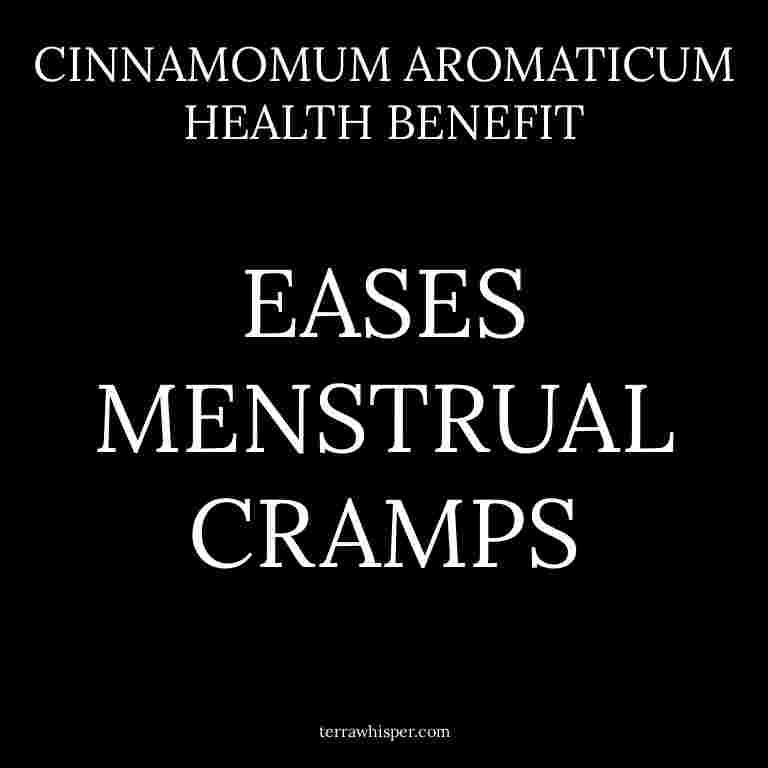 CINNAMOMUM AROMATICUM
HEALTH BENEFIT
EASES
MENSTRUAL
CRAMPS
terrawhisper.com